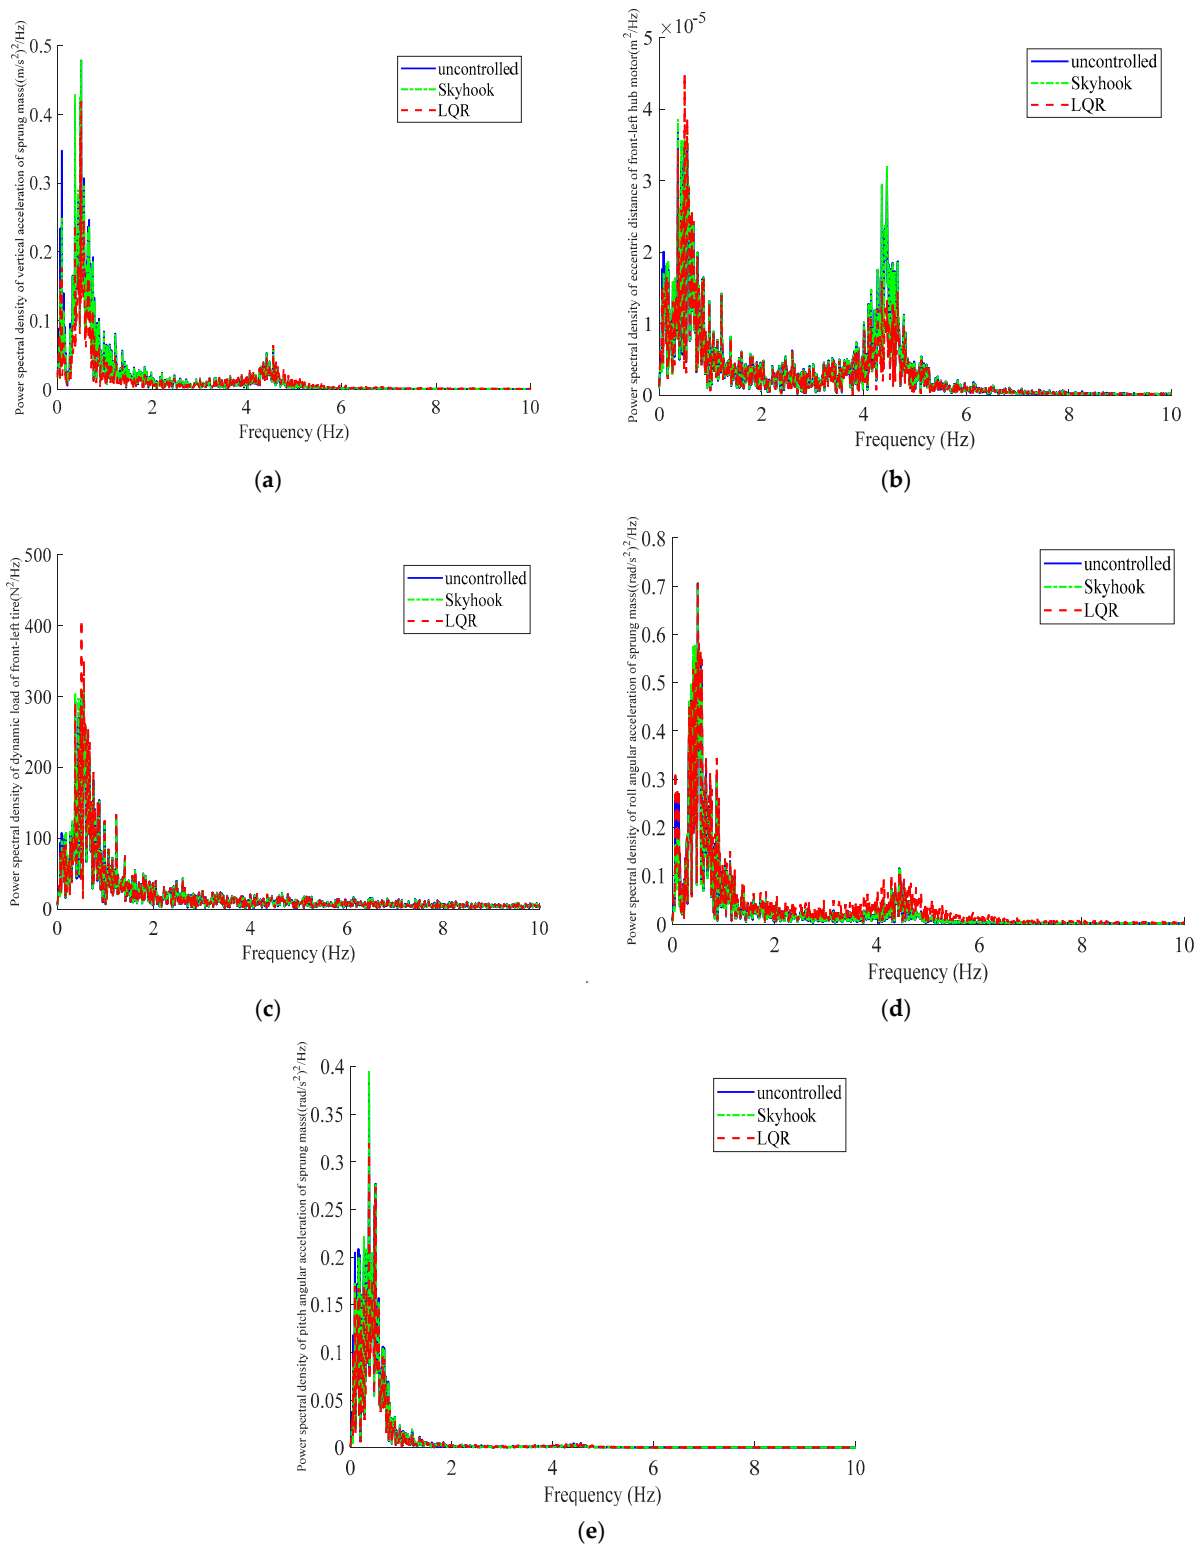 Power spectral density of vertical acceleration of sprung mass((m/s²)²/Hz)
0.5
0.4
0.3
0.2
0.1
0
0 2 4 6 8 10
Frequency (Hz)
uncontrolled
Skyhook
LQR
(a)
Power spectral density of eccentric distance of front-left hub motor(m²/Hz)
×10⁻⁵
5
4
3
2
1
0
0 2 4 6 8 10
Frequency (Hz)
uncontrolled
Skyhook
LQR
(b)
Power spectral density of dynamic load of front-left tire(N²/Hz)
500
400
300
200
100
0
0 2 4 6 8 10
Frequency (Hz)
uncontrolled
Skyhook
LQR
(c)
Power spectral density of roll angular acceleration of sprung mass((rad/s²)²/Hz)
0.8
0.7
0.6
0.5
0.4
0.3
0.2
0.1
0
0 2 4 6 8 10
Frequency (Hz)
uncontrolled
Skyhook
LQR
(d)
Power spectral density of pitch angular acceleration of sprung mass((rad/s²)²/Hz)
0.4
0.35
0.3
0.25
0.2
0.15
0.1
0.05
0
0 2 4 6 8 10
Frequency (Hz)
uncontrolled
Skyhook
LQR
(e)